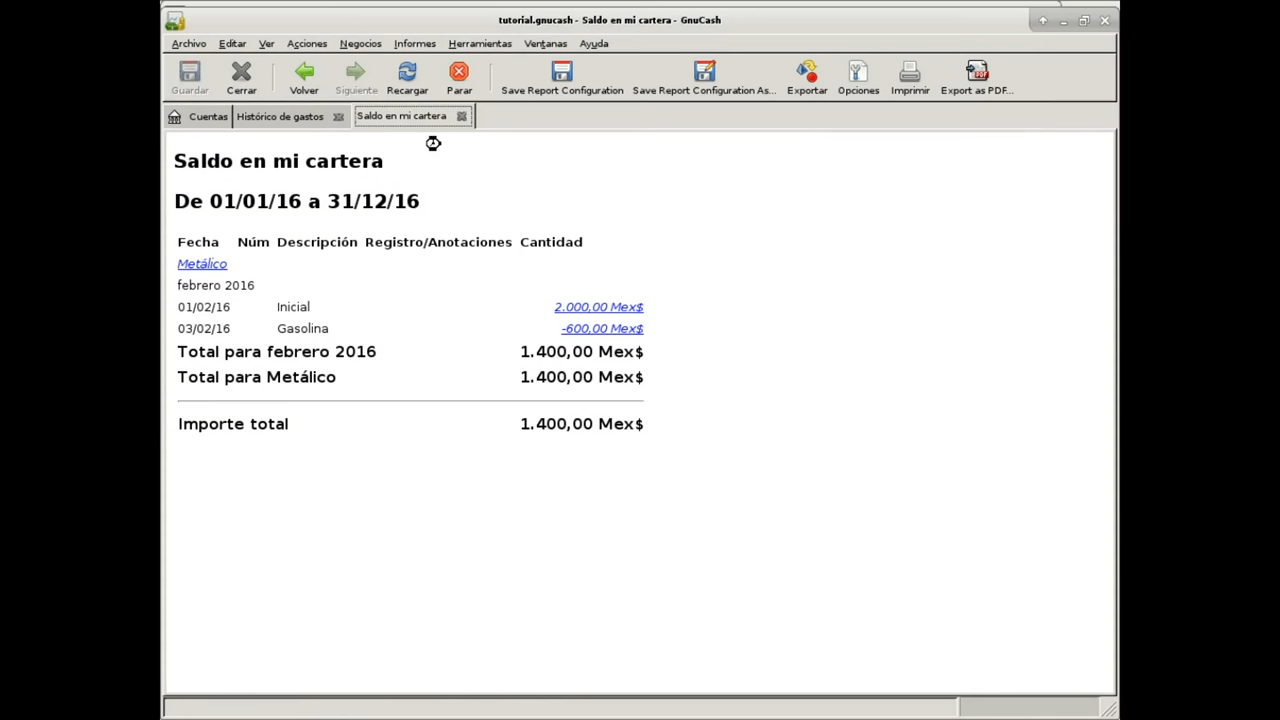 tutorial.gnucash - Saldo en mi cartera - GnuCash
Archivo Editar Ver Acciones Negocios Informes Herramientas Ventanas Ayuda
Guardar Cerrar Volver Siguiente Recargar Parar Save Report Configuration Save Report Configuration As... Exportar Opciones Imprimir Export as PDF...
Cuentas Histórico de gastos Saldo en mi cartera
Saldo en mi cartera
De 01/01/16 a 31/12/16
Fecha Núm Descripción Registro/Anotaciones Cantidad
Metálico
febrero 2016
01/02/16 Inicial 2.000,00 Mex$
03/02/16 Gasolina -600,00 Mex$
Total para febrero 2016 1.400,00 Mex$
Total para Metálico 1.400,00 Mex$
Importe total 1.400,00 Mex$